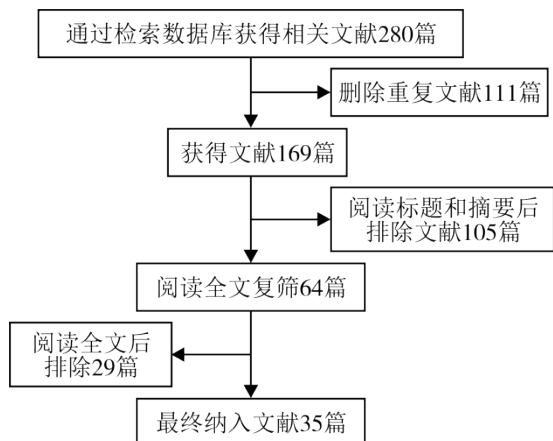 通过检索数据库获得相关文献280篇
删除重复文献111篇
获得文献169篇
阅读标题和摘要后
排除文献105篇
阅读全文复筛64篇
阅读全文后
排除29篇
最终纳入文献35篇